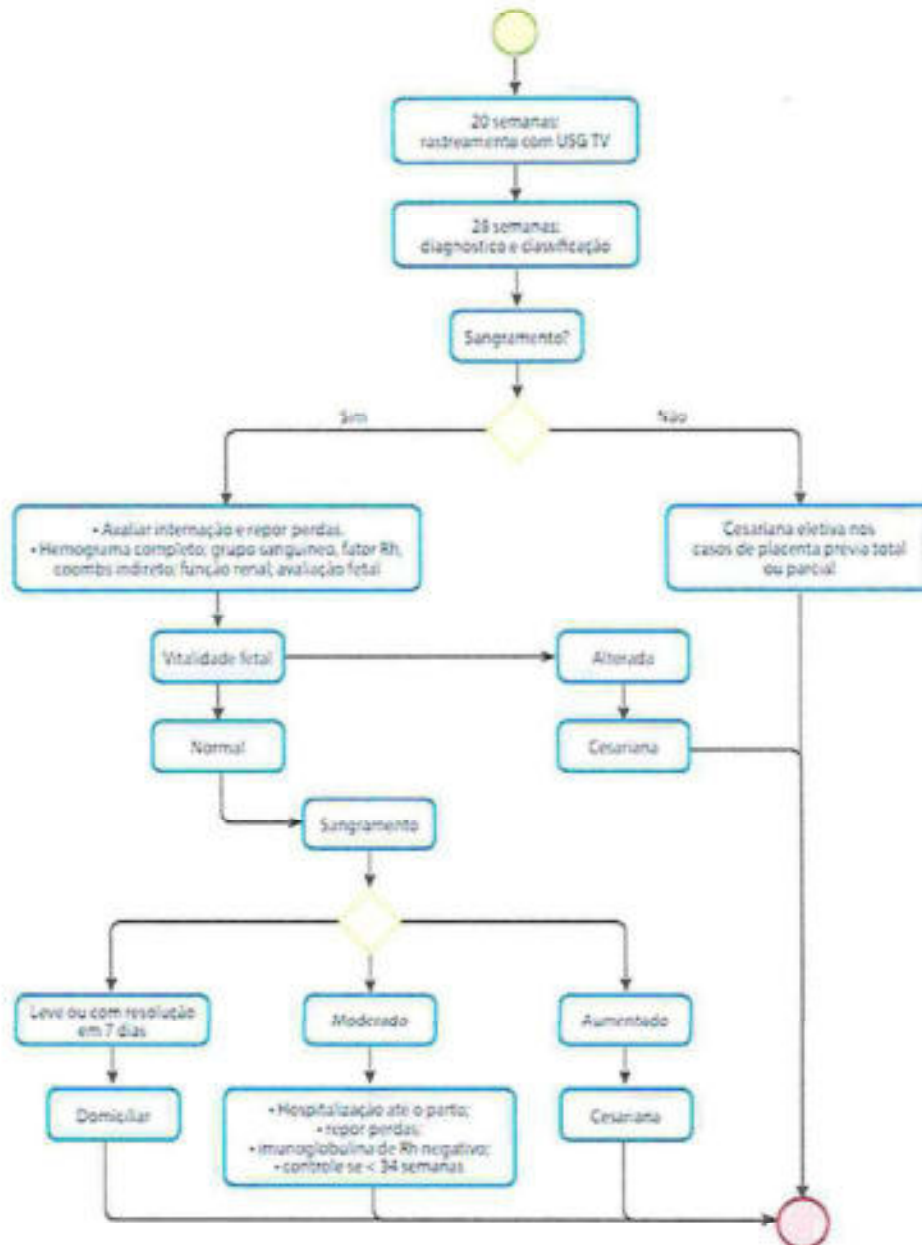 20 semanas:
rastreamento com USG TV
28 semanas:
diagnostico e classificação
Sangramento?
Sim
Não
• Avaliar internação e repor perdas.
• Hemograma completo; grupo sanguineo, fator Rh,
coombs indireto; função renal; avaliação fetal
Cesariana eletiva nos
casos de placenta prévia total
ou parcial
Vitalidade fetal
Alterada
Normal
Cesariana
Sangramento
Leve ou com resolução
em 7 dias
Moderado
Aumentado
Domiciliar
• Hospitalização ate o parto;
• repor perdas;
• imunoglobulina de Rh negativo;
• controle se < 34 semanas
Cesariana